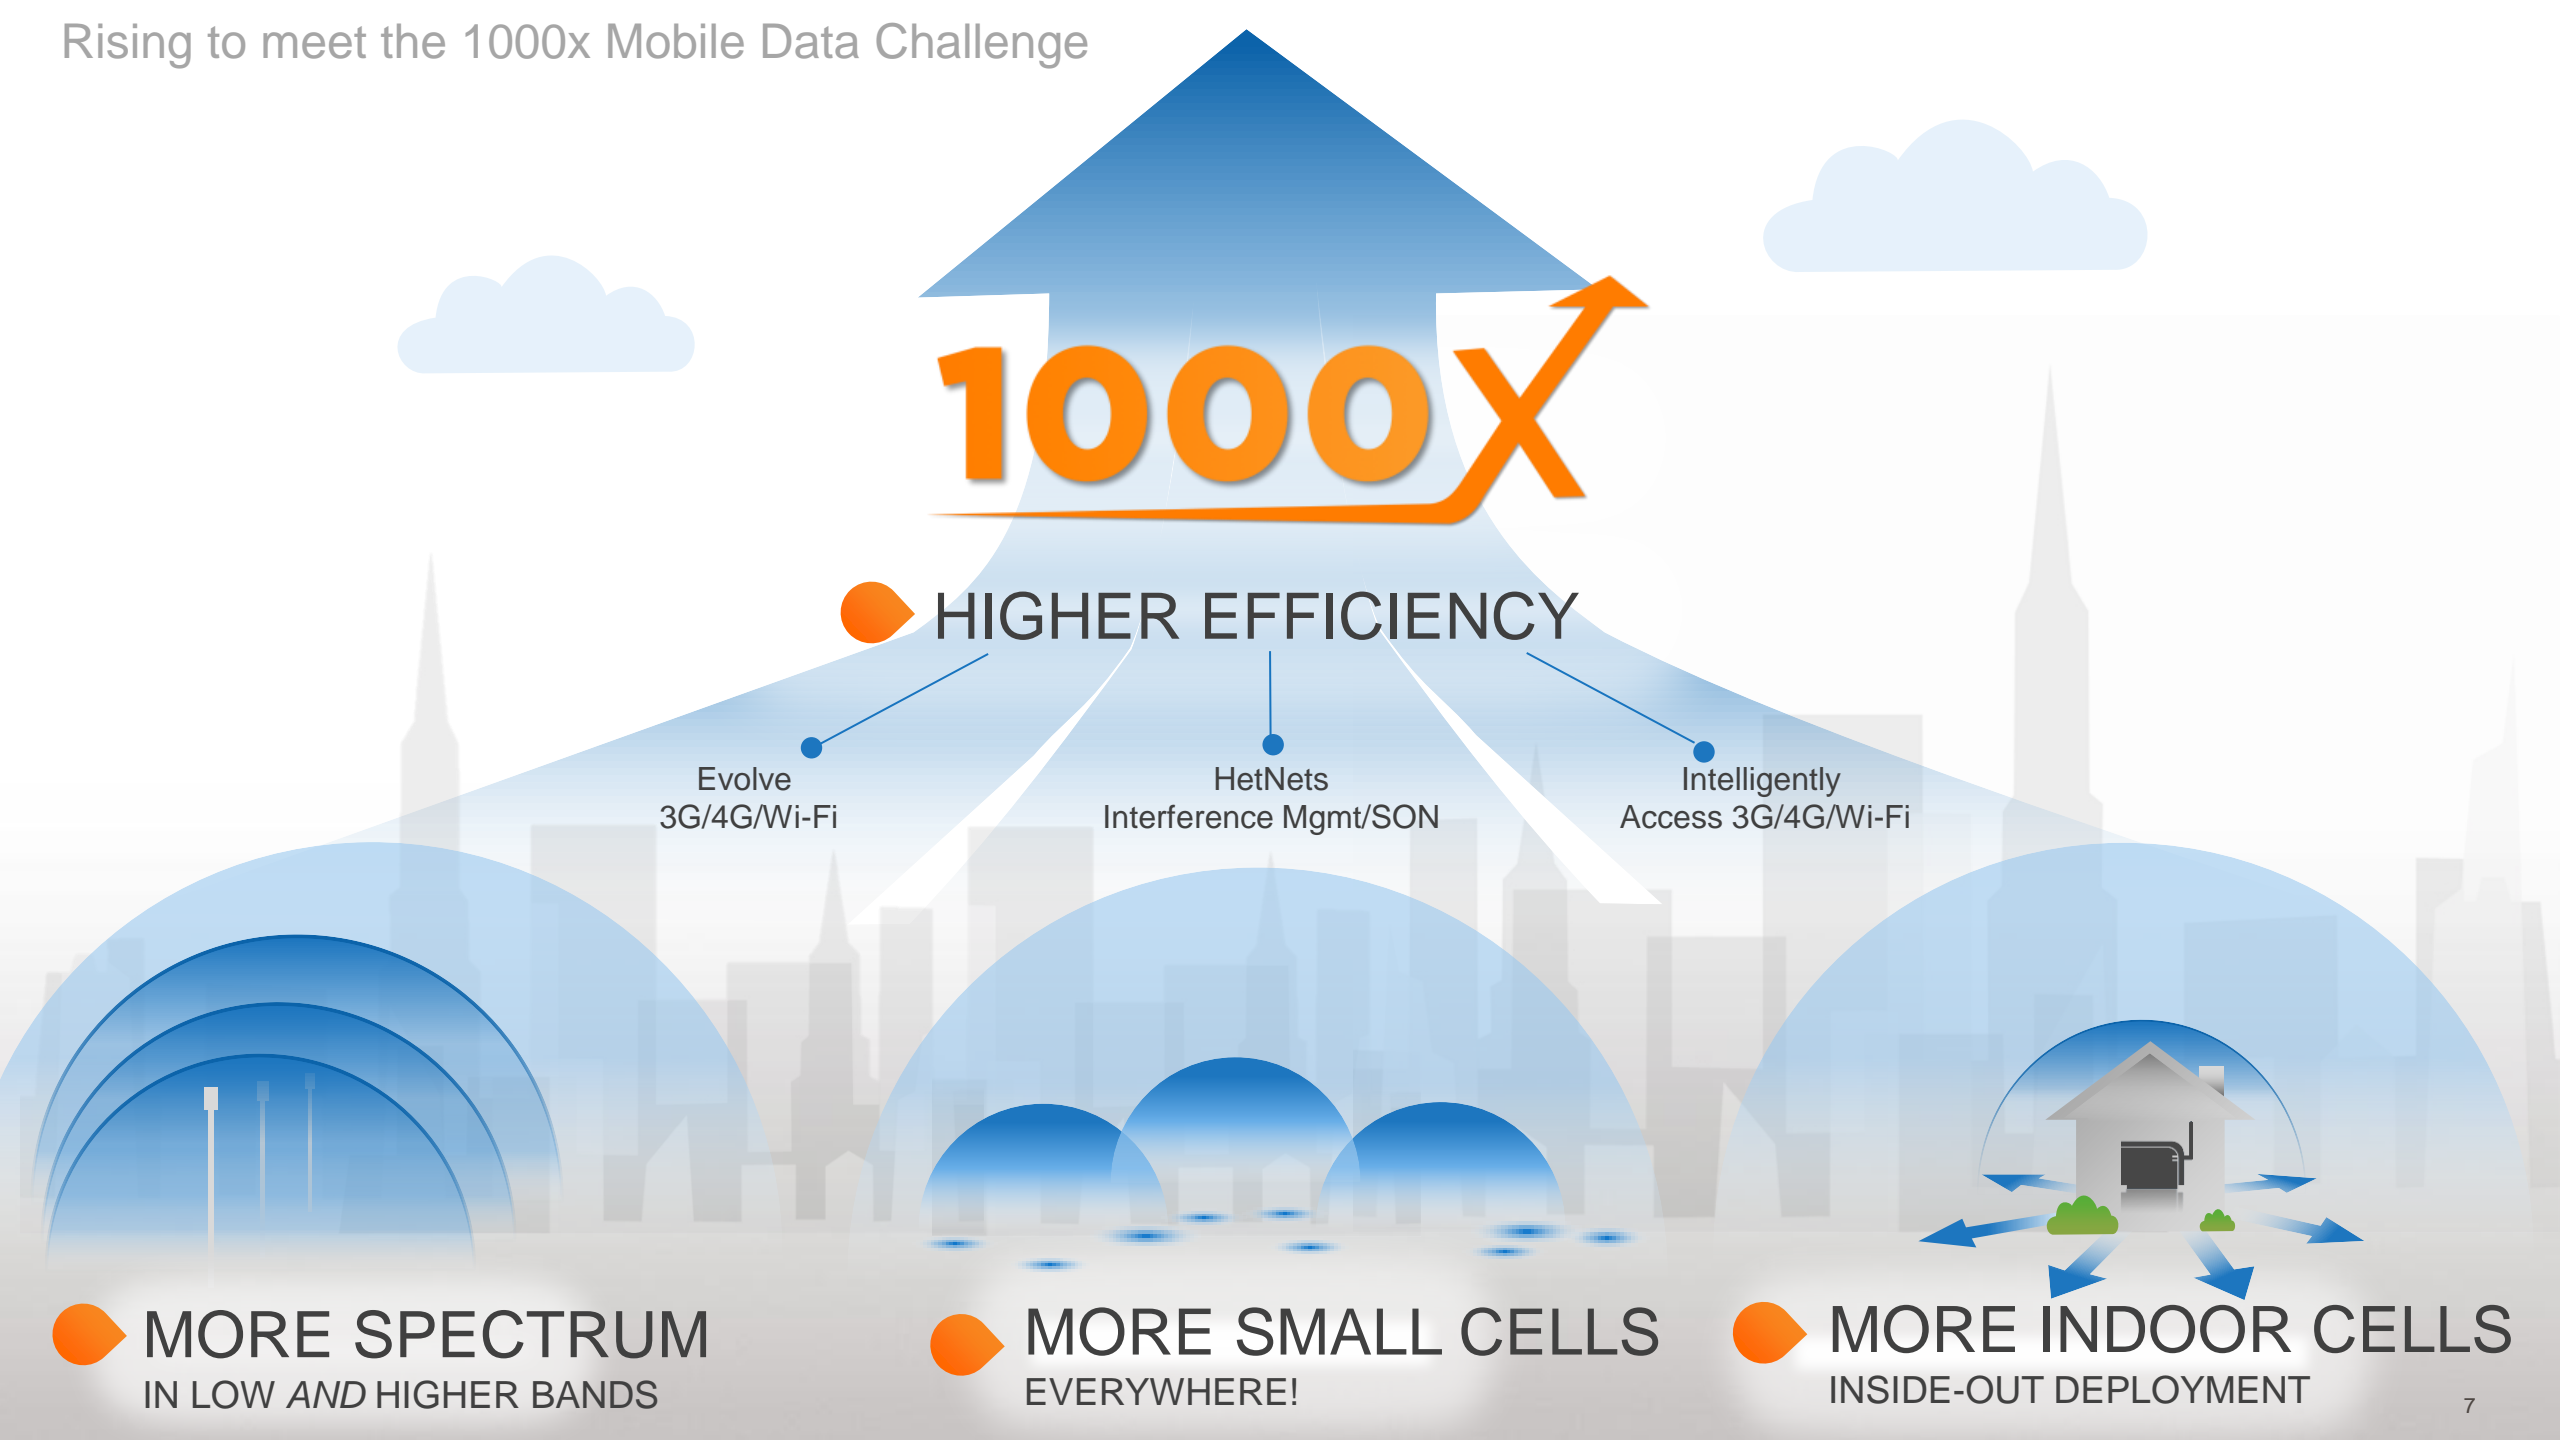 Rising to meet the 1000x Mobile Data Challenge
1000X
HIGHER EFFICIENCY
Evolve
3G/4G/Wi-Fi
HetNets
Interference Mgmt/SON
Intelligently
Access 3G/4G/Wi-Fi
MORE SPECTRUM
IN LOW AND HIGHER BANDS
MORE SMALL CELLS
EVERYWHERE!
MORE INDOOR CELLS
INSIDE-OUT DEPLOYMENT
7